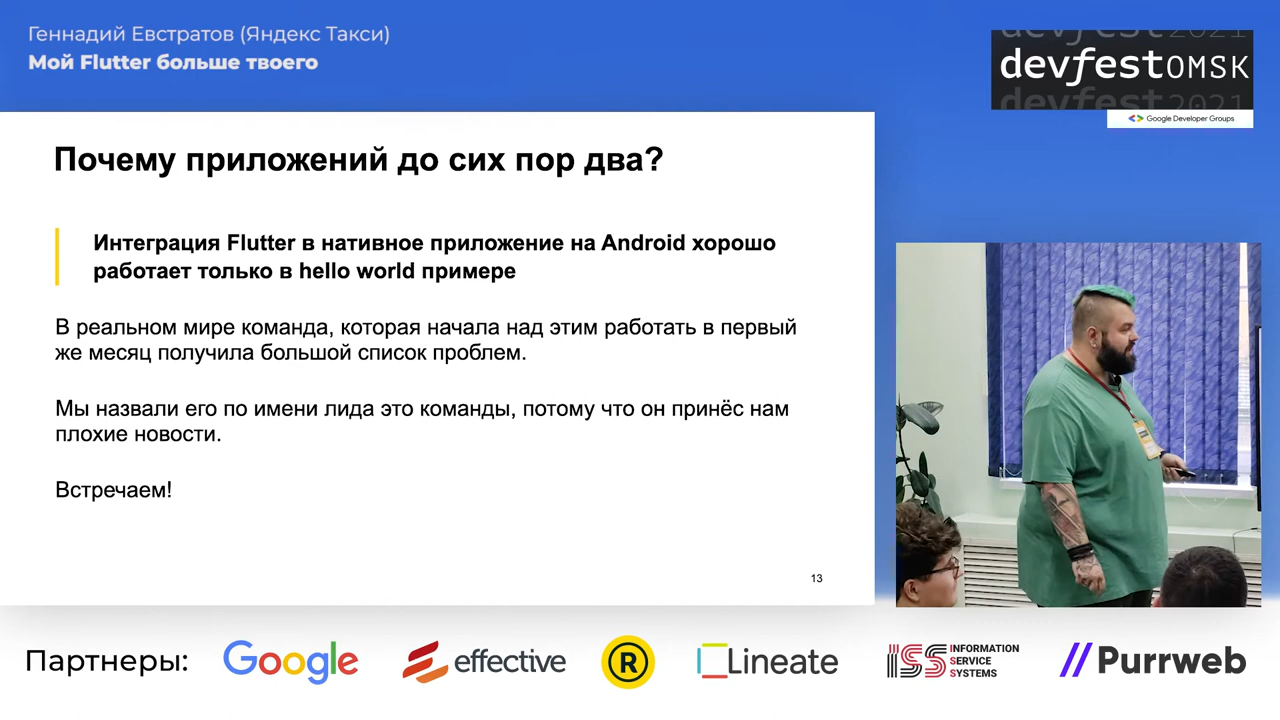 Геннадий Евстратов (Яндекс Такси)
Мой Flutter больше твоего
devfest2021
devfestOMSK
devfest2021
Google Developer Groups
Почему приложений до сих пор два?
Интеграция Flutter в нативное приложение на Android хорошо
работает только в hello world примере
В реальном мире команда, которая начала над этим работать в первый
же месяц получила большой список проблем.
Мы назвали его по имени лида это команды, потому что он принёс нам
плохие новости.
Встречаем!
13
Партнеры:
Google
effective
R
Lineate
ISS
INFORMATION
SERVICE
SYSTEMS
Purrweb